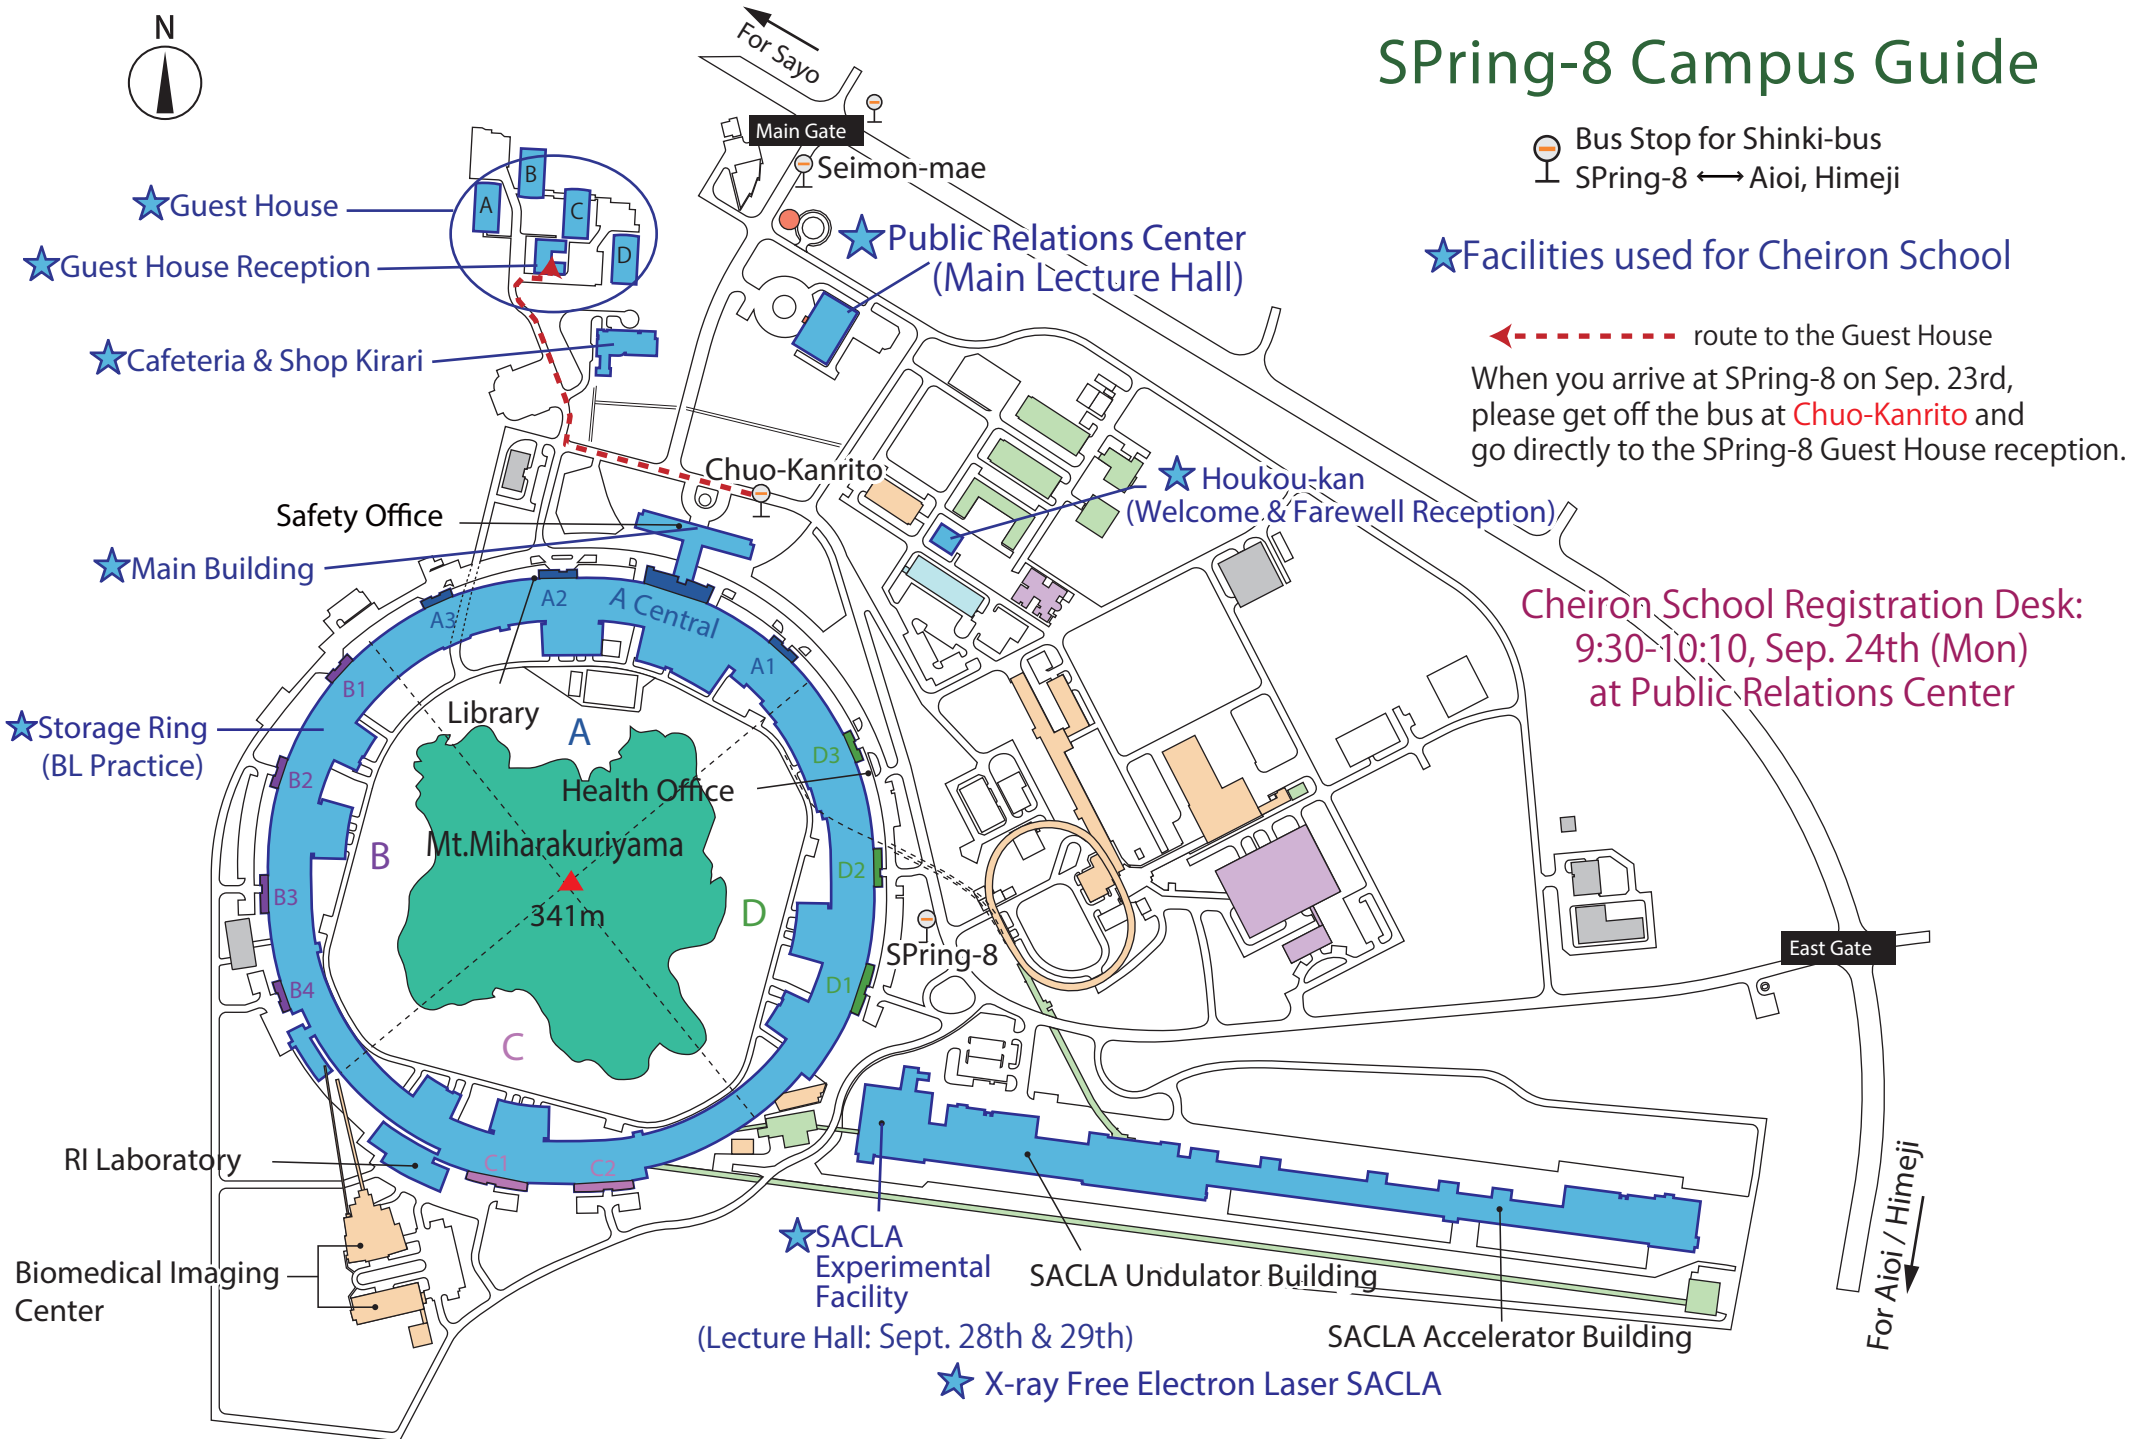 N
For Sayo
SPring-8 Campus Guide
Main Gate
Seimon-mae
Bus Stop for Shinki-bus
SPring-8 ⟷ Aioi, Himeji
Guest House
A
B
C
D
Guest House Reception
Public Relations Center
(Main Lecture Hall)
Facilities used for Cheiron School
route to the Guest House
Cafeteria & Shop Kirari
When you arrive at SPring-8 on Sep. 23rd,
please get off the bus at Chuo-Kanrito and
go directly to the SPring-8 Guest House reception.
Chuo-Kanrito
Houkou-kan
(Welcome & Farewell Reception)
Safety Office
Main Building
A3
A2
A Central
A1
Cheiron School Registration Desk:
9:30-10:10, Sep. 24th (Mon)
at Public Relations Center
B1
Library
A
Storage Ring
(BL Practice)
B2
Health Office
D3
Mt.Miharakuriyama
B
341m
D
D2
B3
SPring-8
D1
B4
C
East Gate
RI Laboratory
C1
C2
Biomedical Imaging
Center
SACLA
Experimental
Facility
(Lecture Hall: Sept. 28th & 29th)
SACLA Undulator Building
SACLA Accelerator Building
For Aioi / Himeji
X-ray Free Electron Laser SACLA